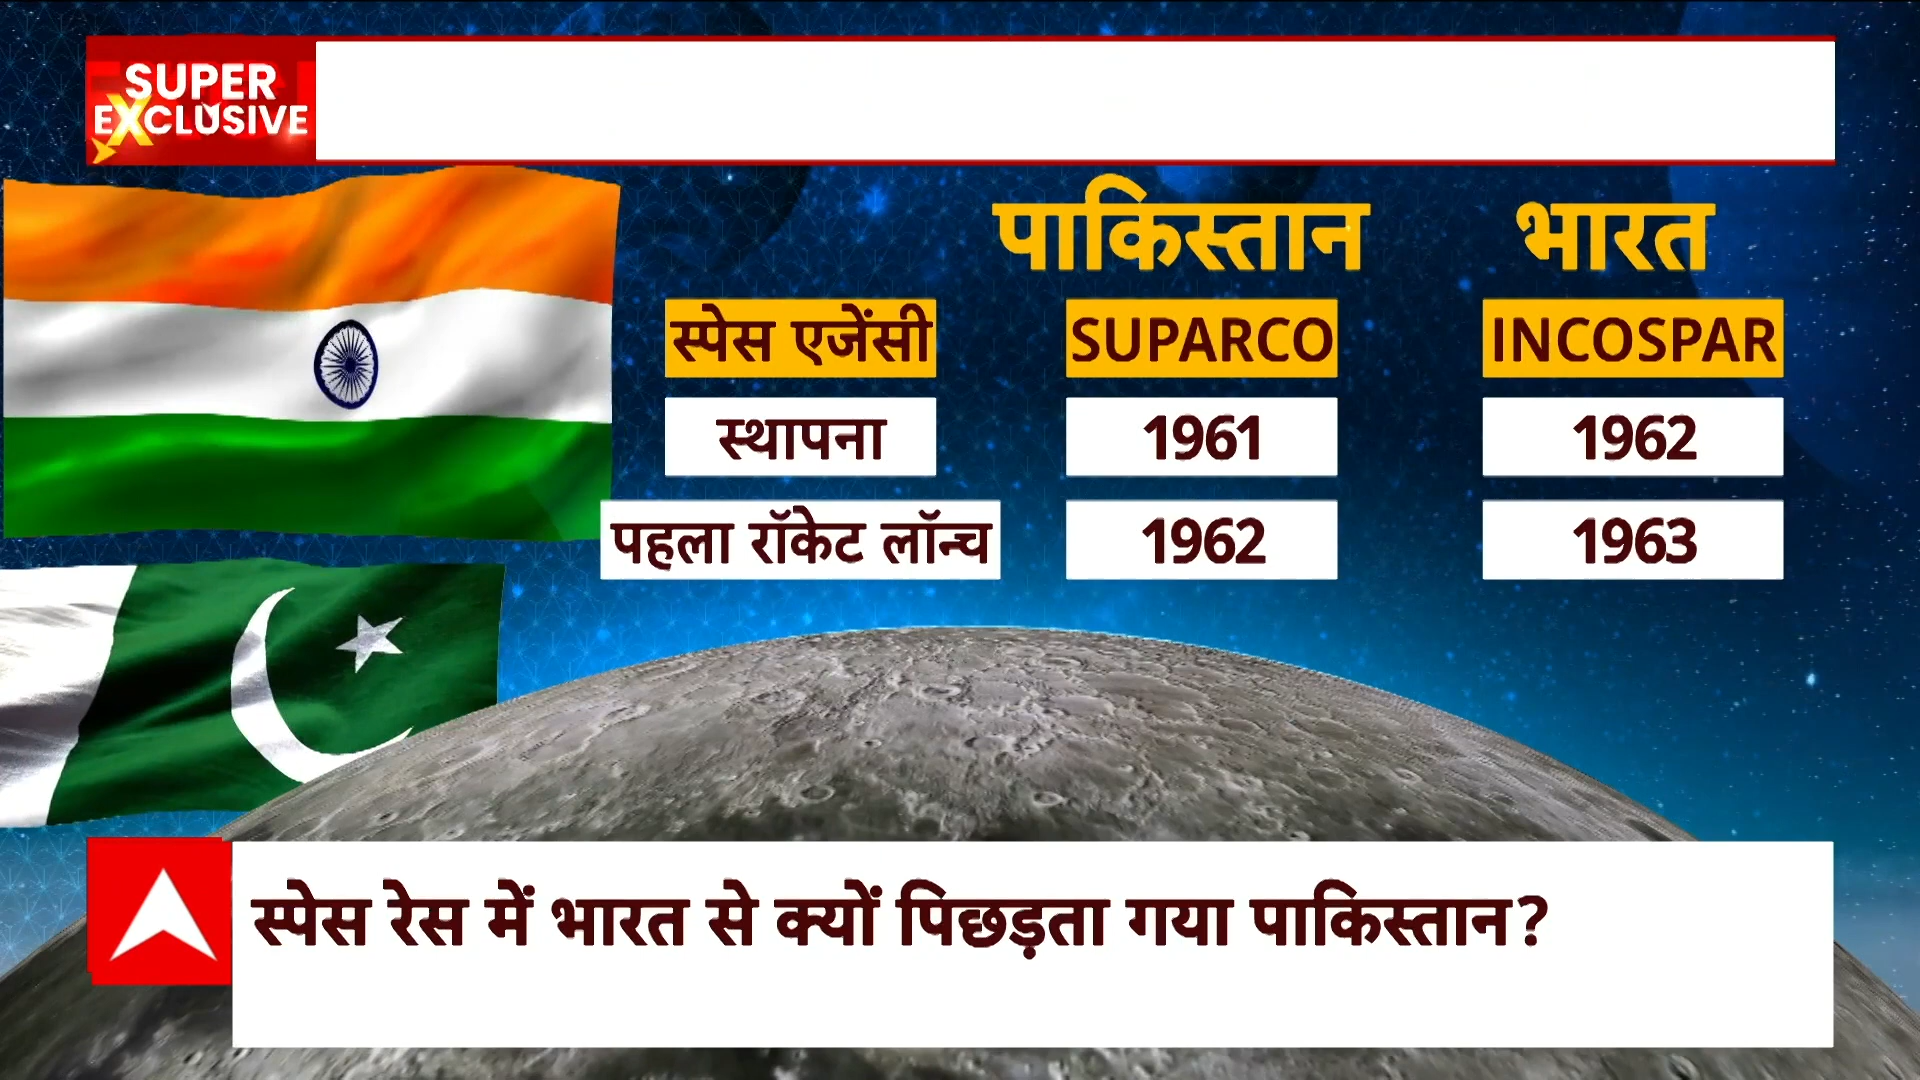 SUPER
EXCLUSIVE
पाकिस्तान भारत
स्पेस एजेंसी SUPARCO INCOSPAR
स्थापना 1961 1962
पहला रॉकेट लॉन्च 1962 1963
स्पेस रेस में भारत से क्यों पिछड़ता गया पाकिस्तान?